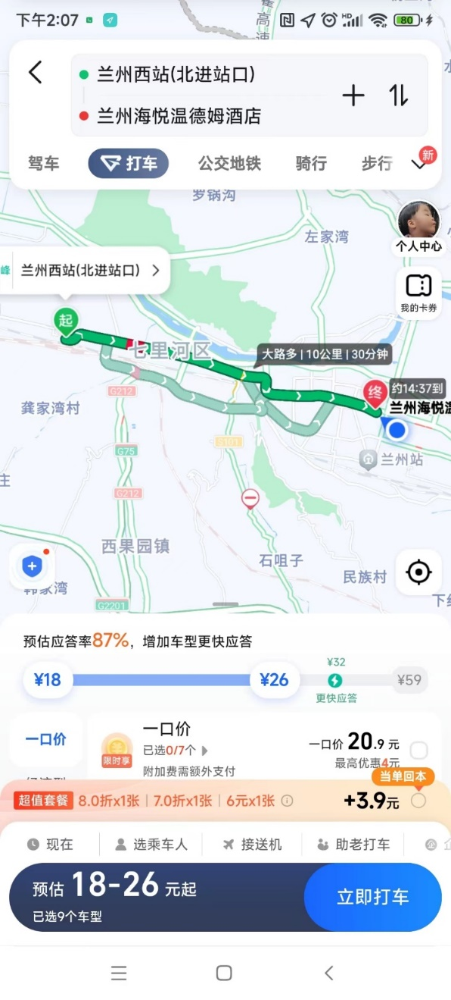 下午2:07
HD
80
高速
兰州西站(北进站口)
兰州海悦温德姆酒店
驾车
打车
公交地铁
骑行
步行
新
罗锅沟
左家湾
个人中心
峰
兰州西站(北进站口)
我的卡券
起
七里河区
大路多 | 10公里 | 30分钟
G212
终
约14:37到
兰州海悦温
龚家湾村
G75
S101
兰州站
庄
G212
西果园镇
石咀子
民族村
韩家湾
G2201
预估应答率87%，增加车型更快应答
¥18
¥26
¥32
更快应答
¥59
一口价
一口价
限时享
已选0/7个
附加费需额外支付
一口价 20.9 元
最高优惠4元
当单回本
超值套餐
8.0折x1张 | 7.0折x1张 | 6元x1张
+3.9元
现在
选乘车人
接送机
助老打车
预估 18-26 元起
已选9个车型
立即打车